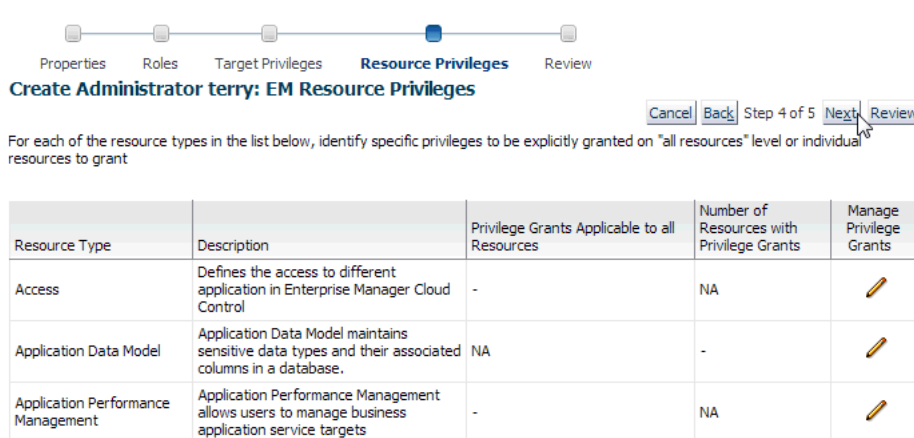 Properties Roles Target Privileges Resource Privileges Review
Create Administrator terry: EM Resource Privileges
Cancel Back Step 4 of 5 Next Review
For each of the resource types in the list below, identify specific privileges to be explicitly granted on "all resources" level or individual
resources to grant
Resource Type
Description
Privilege Grants Applicable to all
Resources
Number of
Resources with
Privilege Grants
Manage
Privilege
Grants
Access
Defines the access to different
application in Enterprise Manager Cloud
Control
-
NA
Application Data Model
Application Data Model maintains
sensitive data types and their associated
columns in a database.
NA
-
Application Performance
Management
Application Performance Management
allows users to manage business
application service targets
-
NA